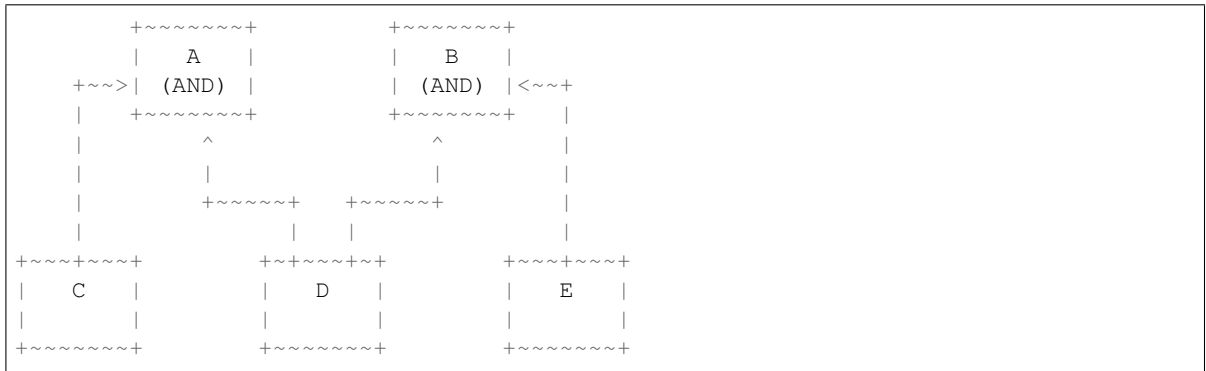 +~~~~~~~+         +~~~~~~~+
        |   A   |         |   B   |
    +~~>| (AND) |         | (AND) |<~~+
    |   +~~~~~~~+         +~~~~~~~+   |
    |        ^               ^        |
    |        |               |        |
    |        +~~~~~+   +~~~~~+        |
    |              |   |              |
+~~~+~~~+        +~+~~~+~+        +~~~+~~~+
|   C   |        |   D   |        |   E   |
|       |        |       |        |       |
+~~~~~~~+        +~~~~~~~+        +~~~~~~~+